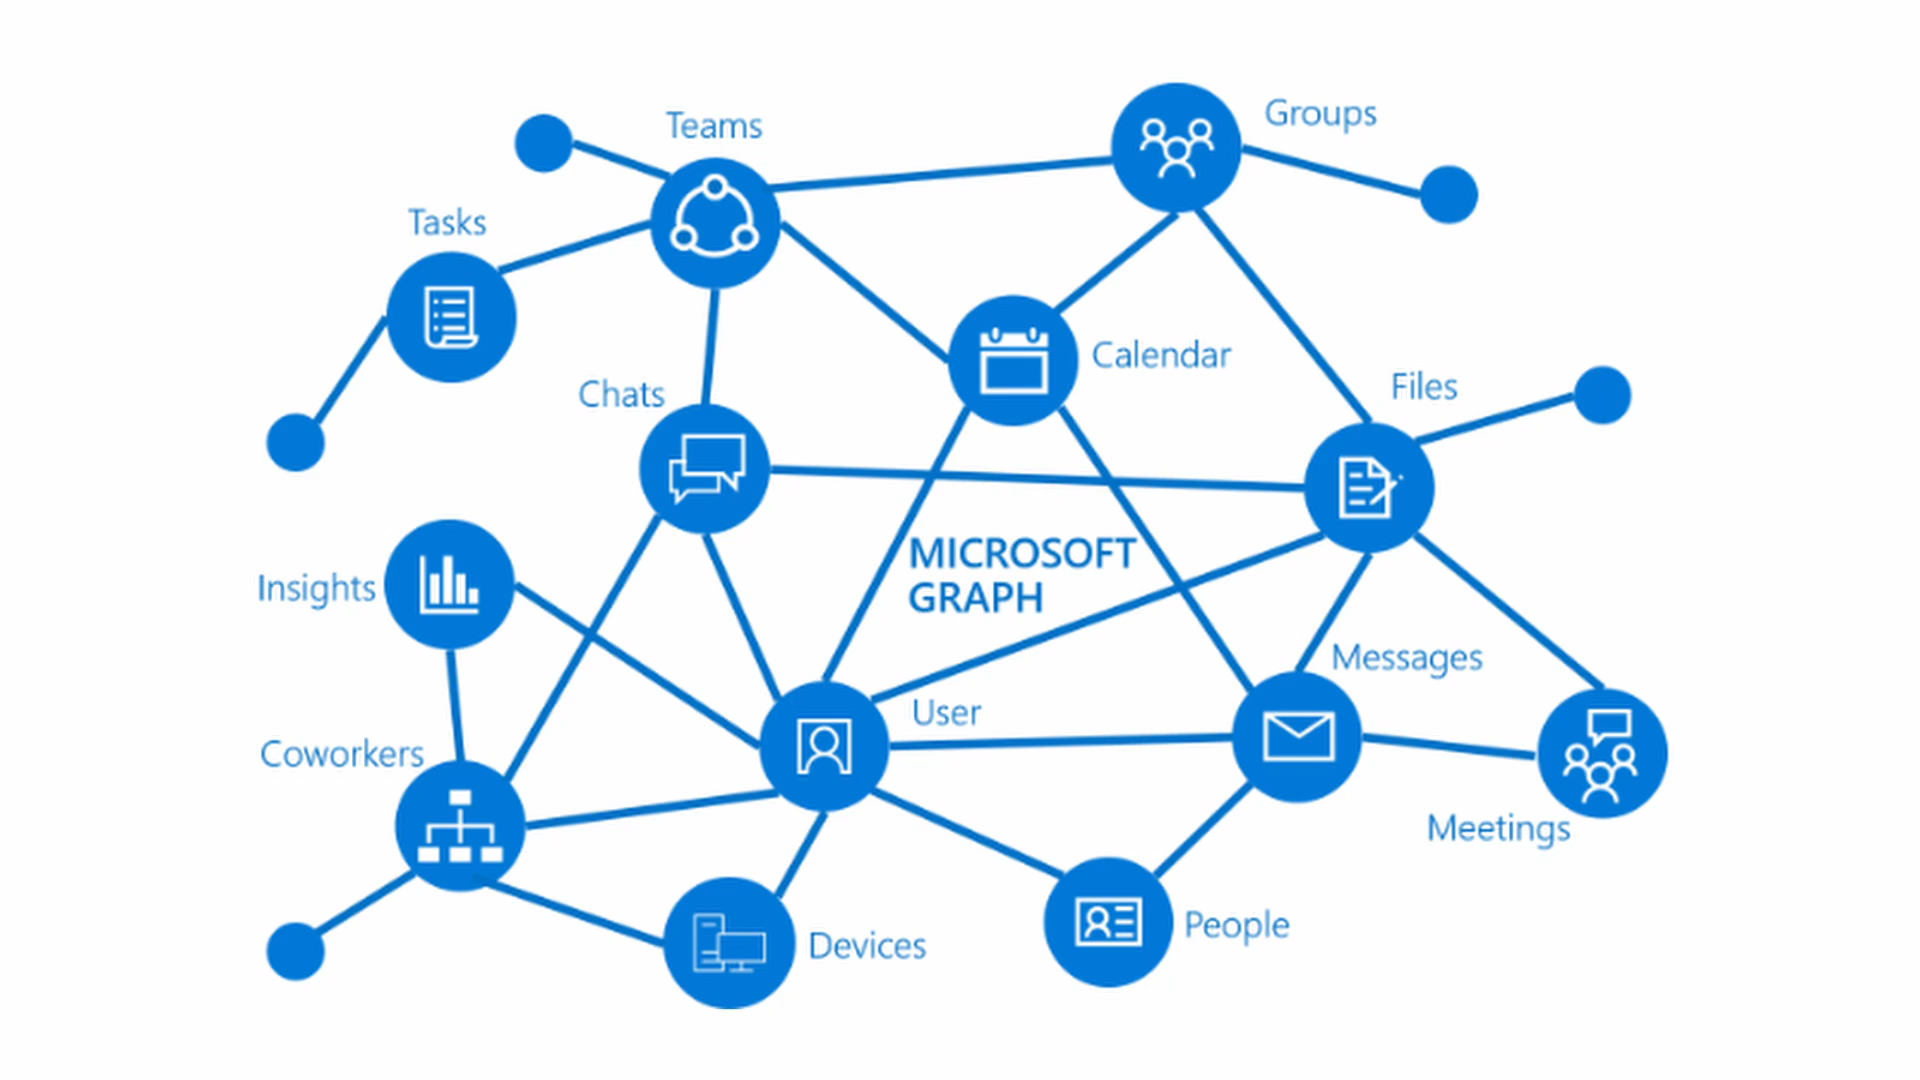 Groups
Teams
Tasks
Calendar
Chats
Files
MICROSOFT
GRAPH
Insights
Messages
User
Coworkers
Meetings
People
Devices